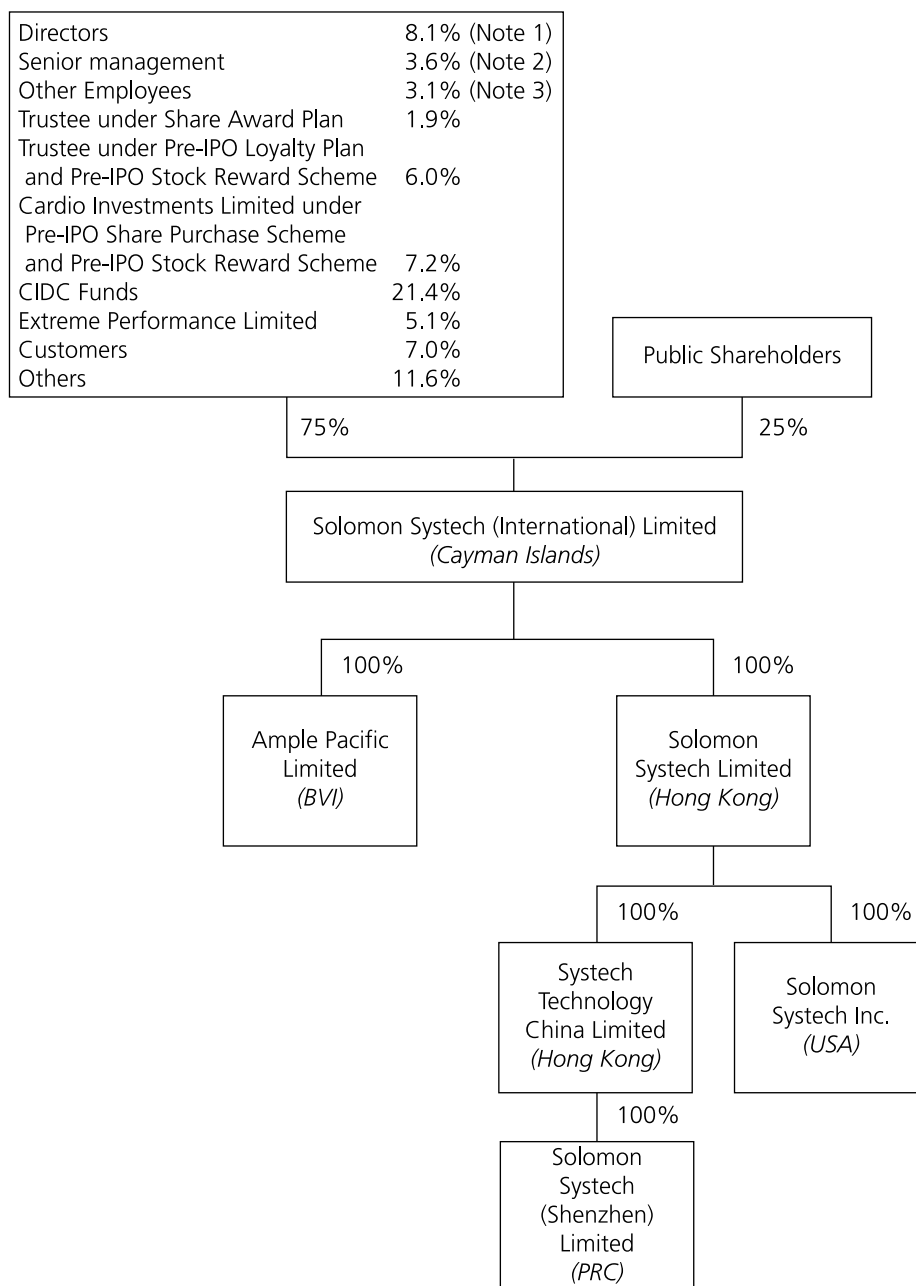 Directors 8.1% (Note 1)
Senior management 3.6% (Note 2)
Other Employees 3.1% (Note 3)
Trustee under Share Award Plan 1.9%
Trustee under Pre-IPO Loyalty Plan
and Pre-IPO Stock Reward Scheme 6.0%
Cardio Investments Limited under
Pre-IPO Share Purchase Scheme
and Pre-IPO Stock Reward Scheme 7.2%
CIDC Funds 21.4%
Extreme Performance Limited 5.1%
Customers 7.0%
Others 11.6%
Public Shareholders
75%
25%
Solomon Systech (International) Limited
(Cayman Islands)
100%
100%
Ample Pacific
Limited
(BVI)
Solomon
Systech Limited
(Hong Kong)
100%
100%
Systech
Technology
China Limited
(Hong Kong)
Solomon
Systech Inc.
(USA)
100%
Solomon
Systech
(Shenzhen)
Limited
(PRC)